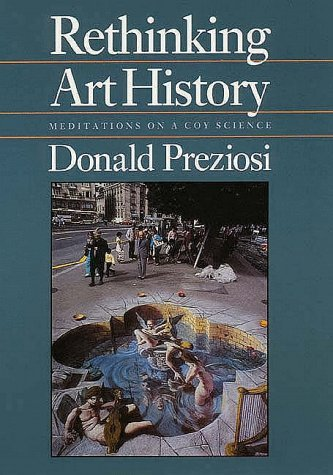 Rethinking
Art History
MEDITATIONS ON A COY SCIENCE
Donald Preziosi